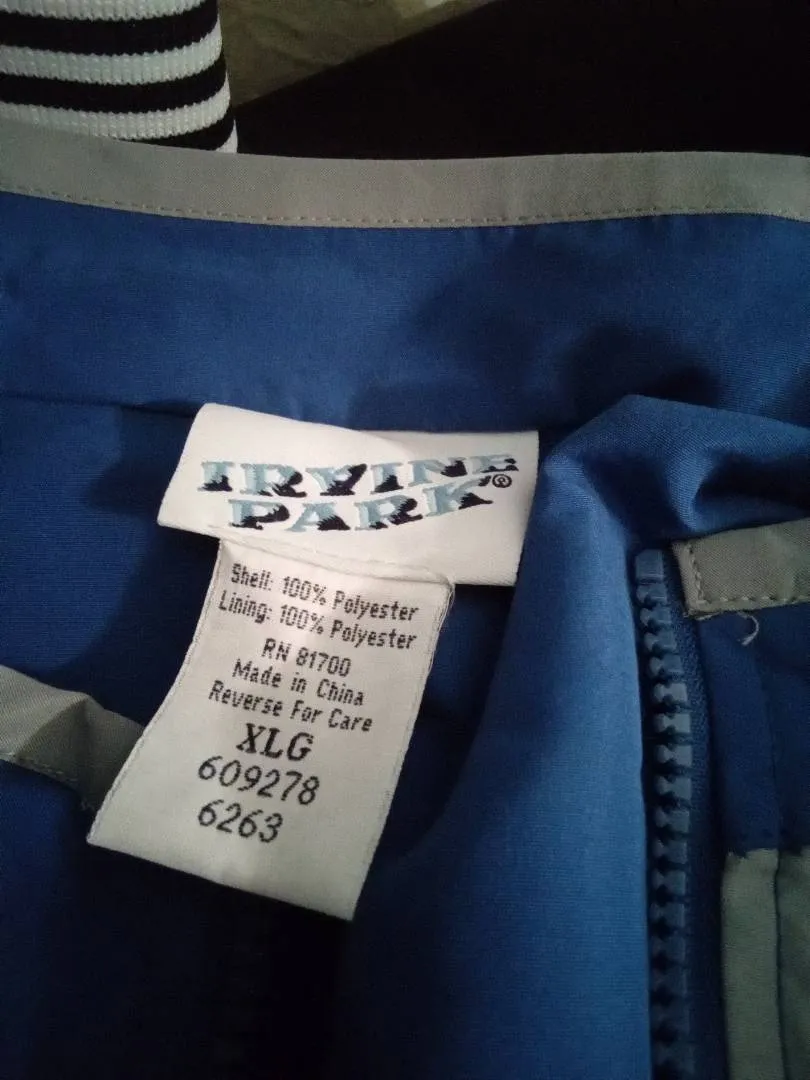 IRVINE
PARK®
Shell: 100% Polyester
Lining: 100% Polyester
RN 81700
Made in China
Reverse For Care
XLG
609278
6263